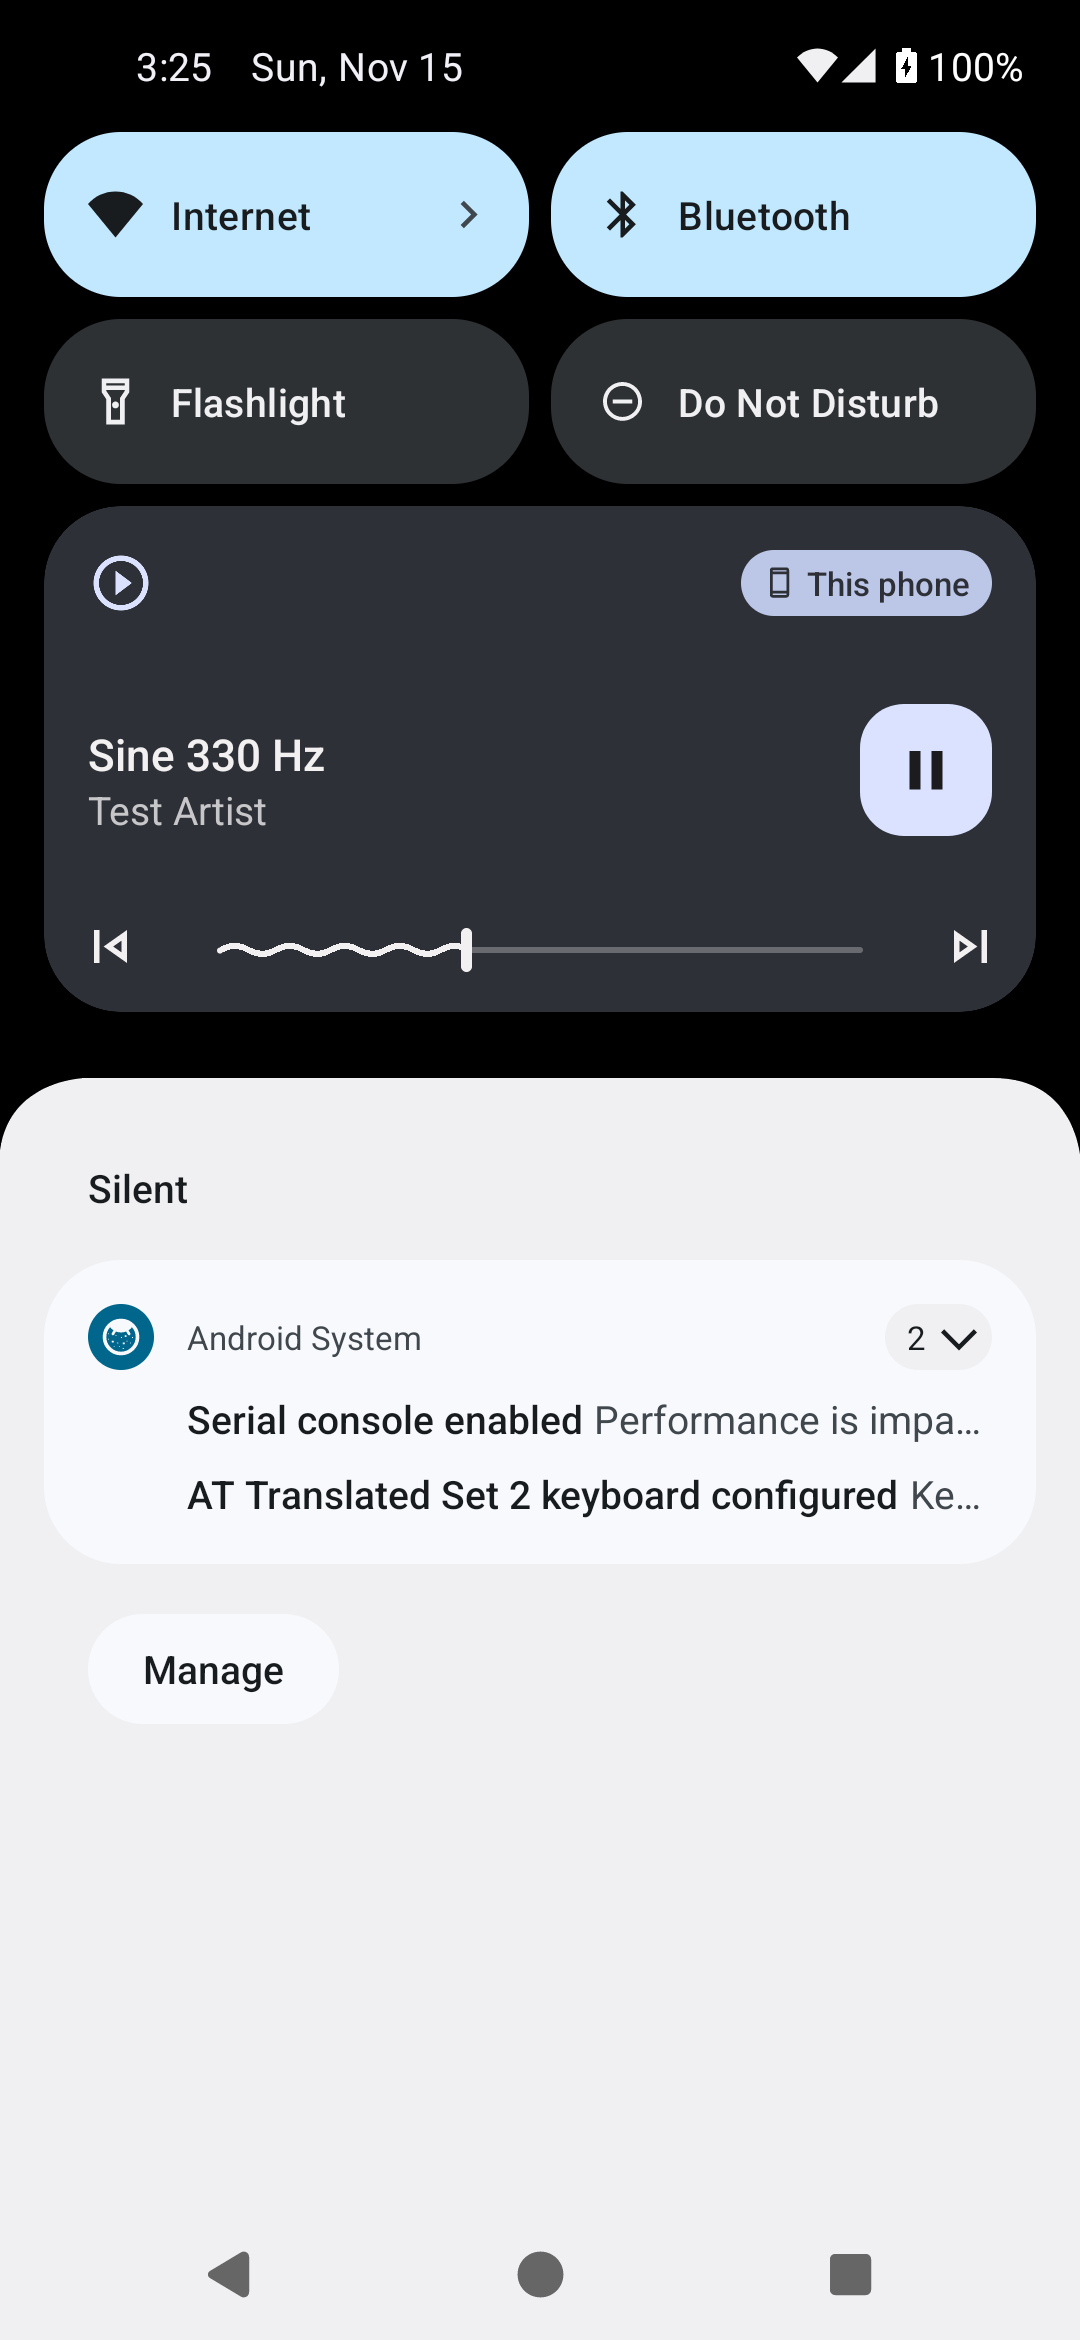 3:25 Sun, Nov 15 100%
Internet Bluetooth
Flashlight Do Not Disturb
This phone
Sine 330 Hz
Test Artist
Silent
Android System 2
Serial console enabled Performance is impa…
AT Translated Set 2 keyboard configured Ke…
Manage